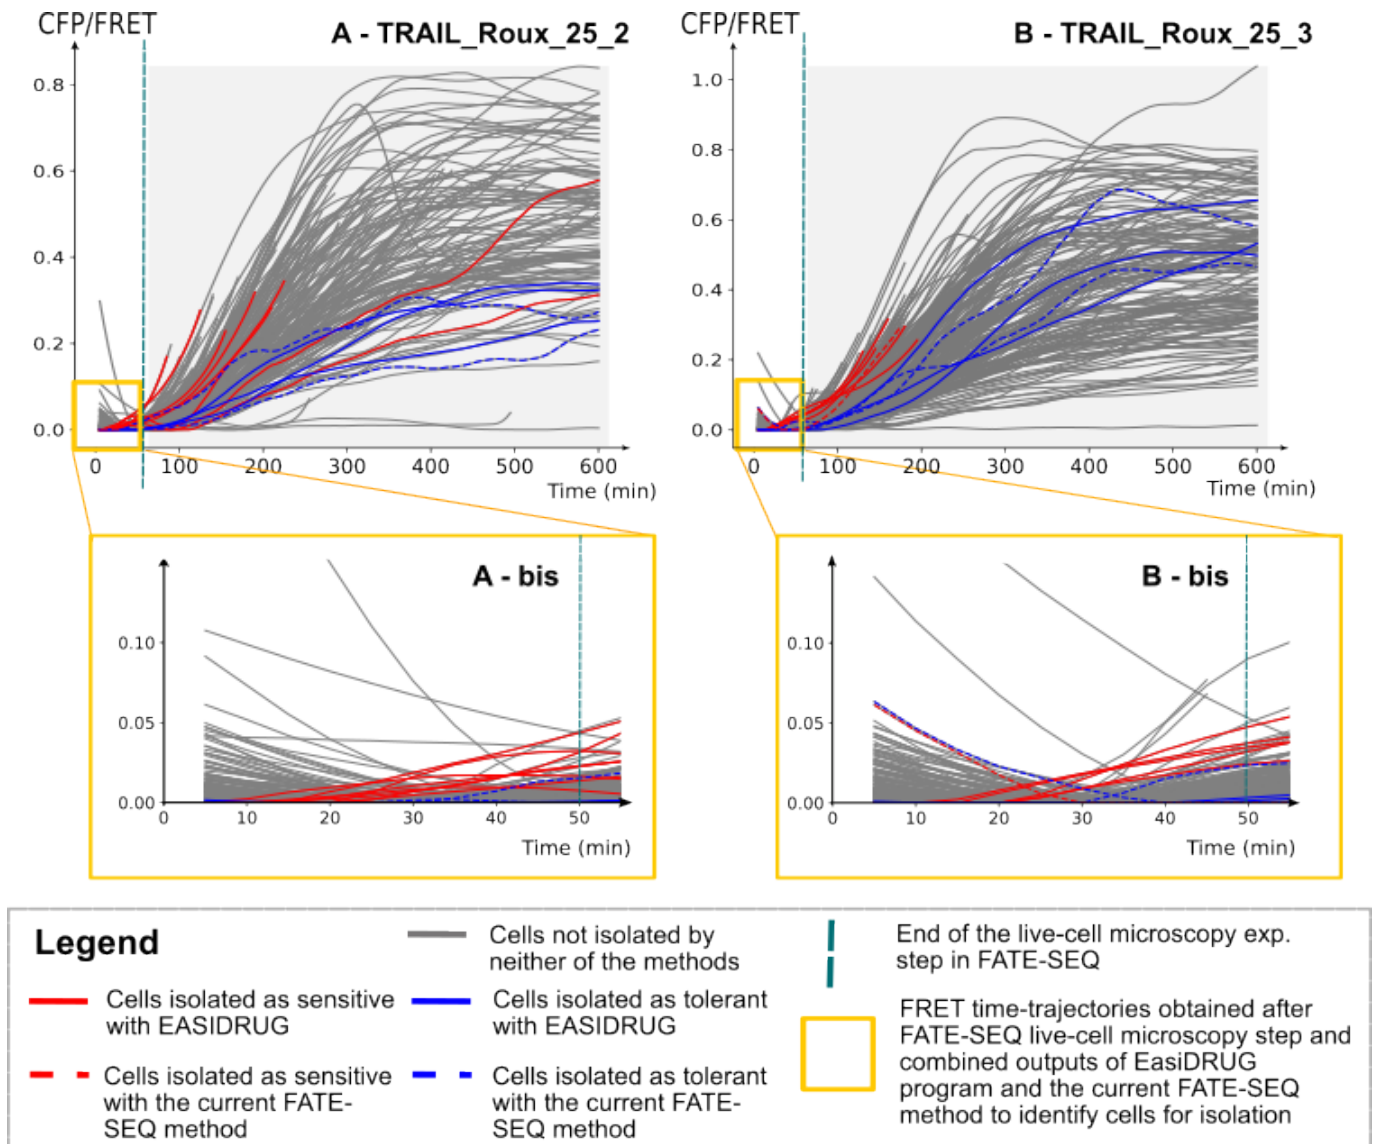 CFP/FRET
A - TRAIL_Roux_25_2
0.8
0.6
0.4
0.2
0.0
0 100 200 300 400 500 600
Time (min)
CFP/FRET
B - TRAIL_Roux_25_3
1.0
0.8
0.6
0.4
0.2
0.0
0 100 200 300 400 500 600
Time (min)
A - bis
0.10
0.05
0.00
0 10 20 30 40 50
Time (min)
B - bis
0.10
0.05
0.00
0 10 20 30 40 50
Time (min)
Legend
Cells not isolated by
neither of the methods
Cells isolated as sensitive
with EASIDRUG
Cells isolated as tolerant
with EASIDRUG
Cells isolated as sensitive
with the current FATE-
SEQ method
Cells isolated as tolerant
with the current FATE-
SEQ method
End of the live-cell microscopy exp.
step in FATE-SEQ
FRET time-trajectories obtained after
FATE-SEQ live-cell microscopy step and
combined outputs of EasiDRUG
program and the current FATE-SEQ
method to identify cells for isolation